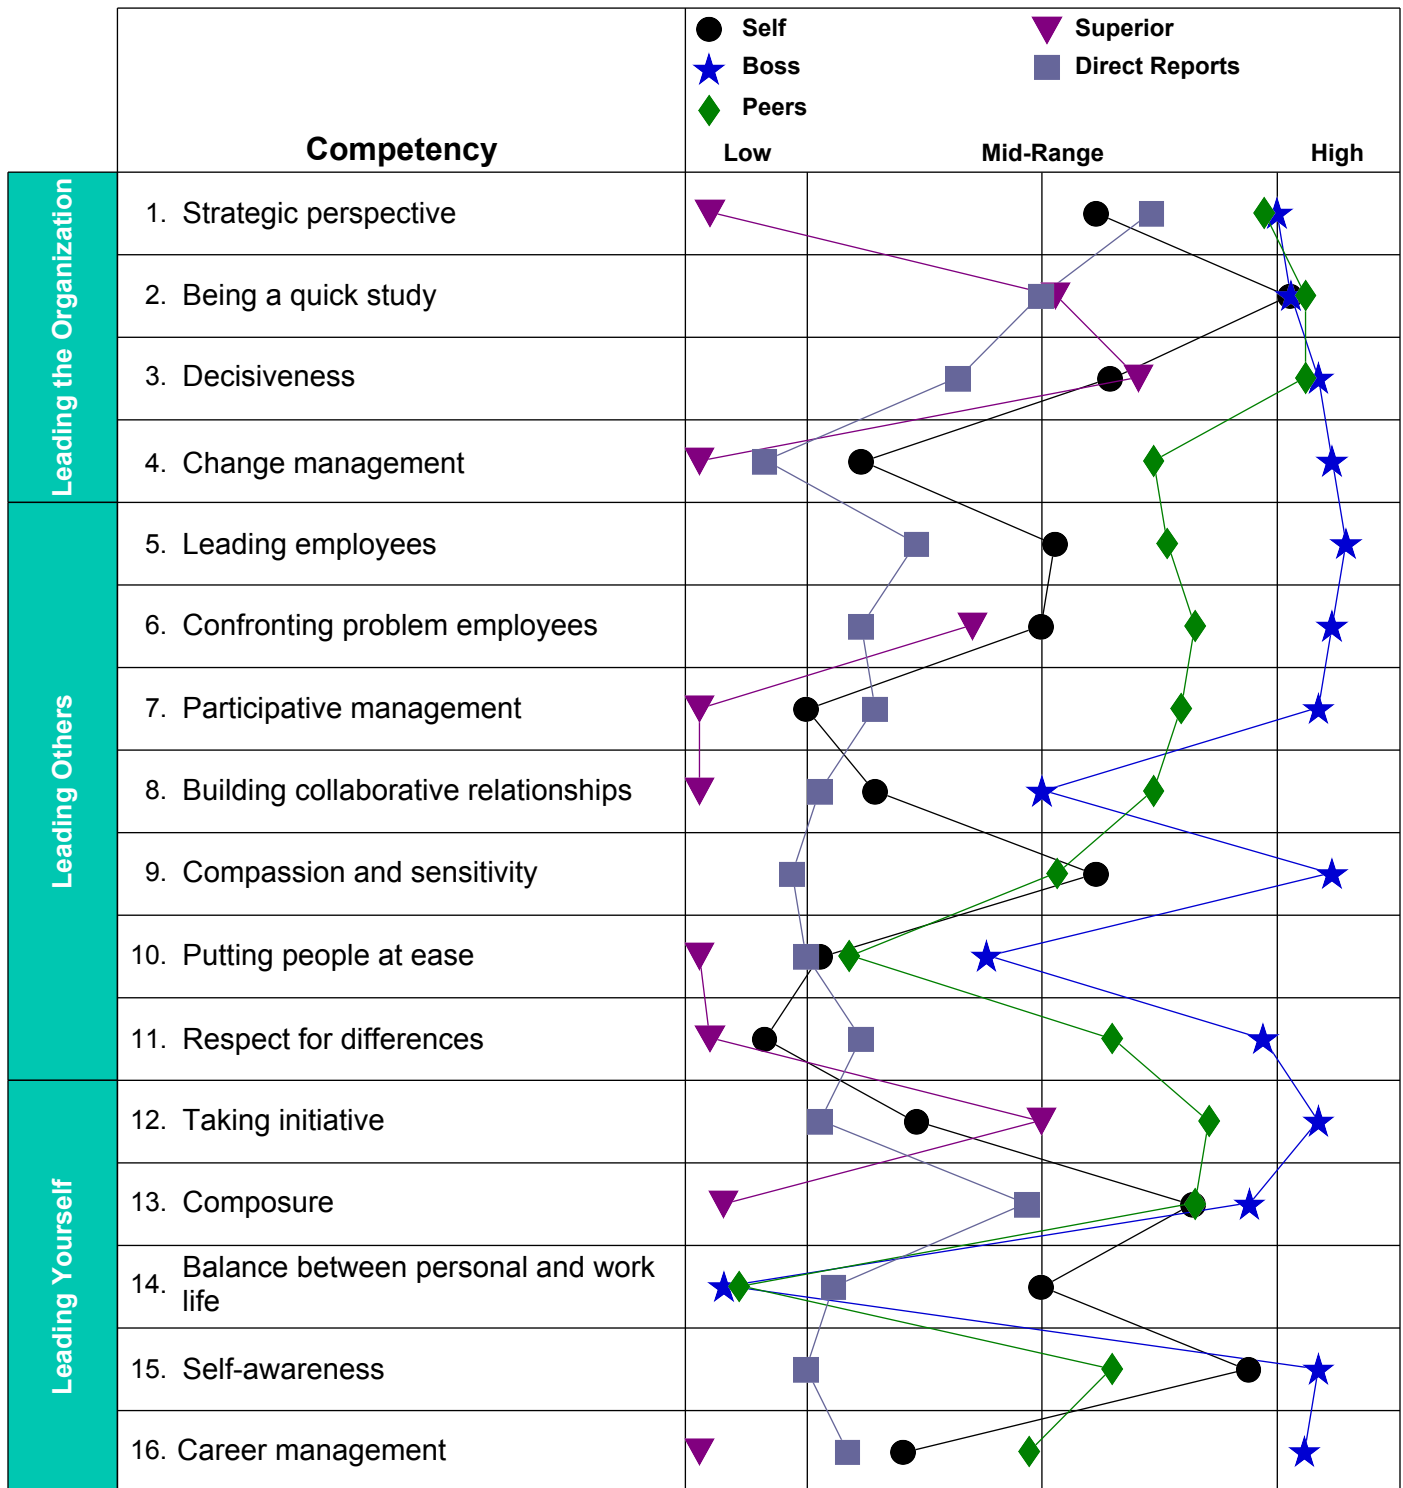 Self
Superior
Boss
Direct Reports
Peers
Competency
Low
Mid-Range
High
Leading the Organization
1. Strategic perspective
2. Being a quick study
3. Decisiveness
4. Change management
Leading Others
5. Leading employees
6. Confronting problem employees
7. Participative management
8. Building collaborative relationships
9. Compassion and sensitivity
10. Putting people at ease
11. Respect for differences
Leading Yourself
12. Taking initiative
13. Composure
14. Balance between personal and work
life
15. Self-awareness
16. Career management